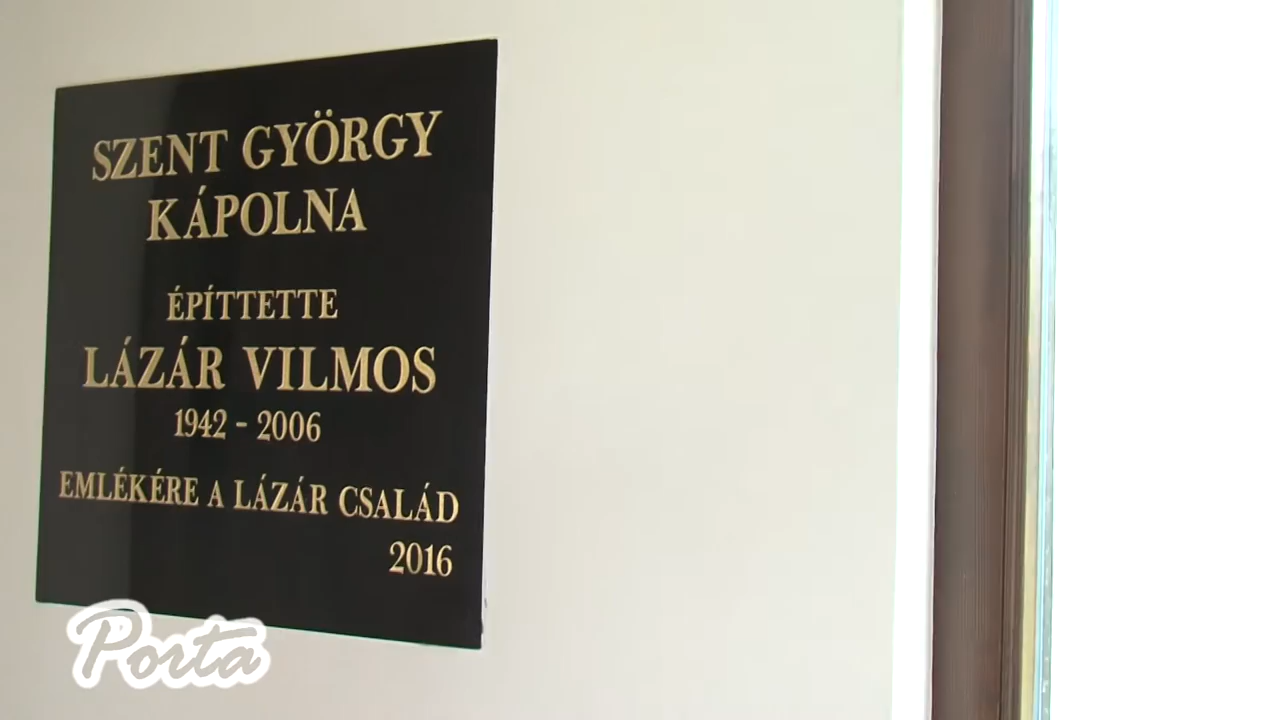 SZENT GYÖRGY
KÁPOLNA
ÉPÍTTETTE
LÁZÁR VILMOS
1942 - 2006
EMLÉKÉRE A LÁZÁR CSALÁD
2016
Porta